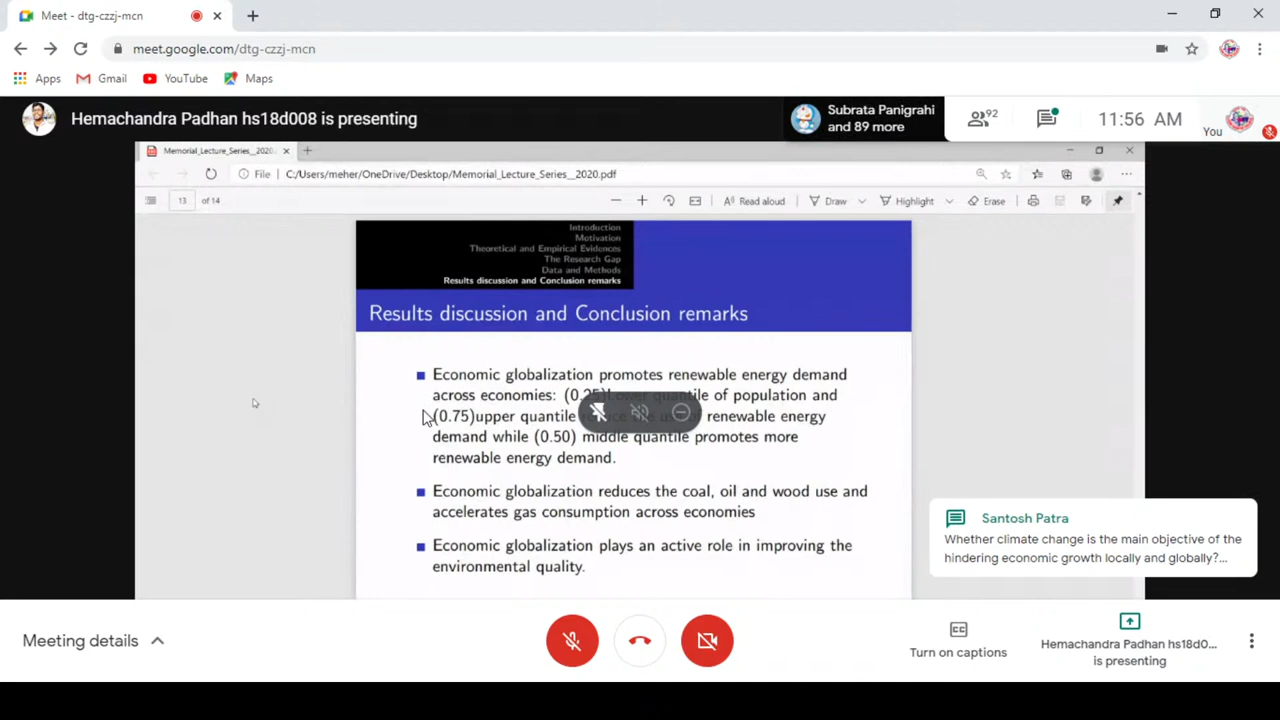 Meet - dtg-czzj-mcn
meet.google.com/dtg-czzj-mcn
Apps Gmail YouTube Maps
Hemachandra Padhan hs18d008 is presenting
Subrata Panigrahi
and 89 more
92
11:56 AM
You
Memorial_Lecture_Series__2020...
File C:/Users/meher/OneDrive/Desktop/Memorial_Lecture_Series__2020.pdf
13 of 14
Read aloud Draw Highlight Erase
Introduction
Motivation
Theoretical and Empirical Evidences
The Research Gap
Data and Methods
Results discussion and Conclusion remarks
Results discussion and Conclusion remarks
Economic globalization promotes renewable energy demand
across economies: (0.25)Lower quantile of population and
(0.75)upper quantile use of renewable energy
demand while (0.50) middle quantile promotes more
renewable energy demand.
Economic globalization reduces the coal, oil and wood use and
accelerates gas consumption across economies
Economic globalization plays an active role in improving the
environmental quality.
Santosh Patra
Whether climate change is the main objective of the
hindering economic growth locally and globally?...
Meeting details
Turn on captions
Hemachandra Padhan hs18d0...
is presenting